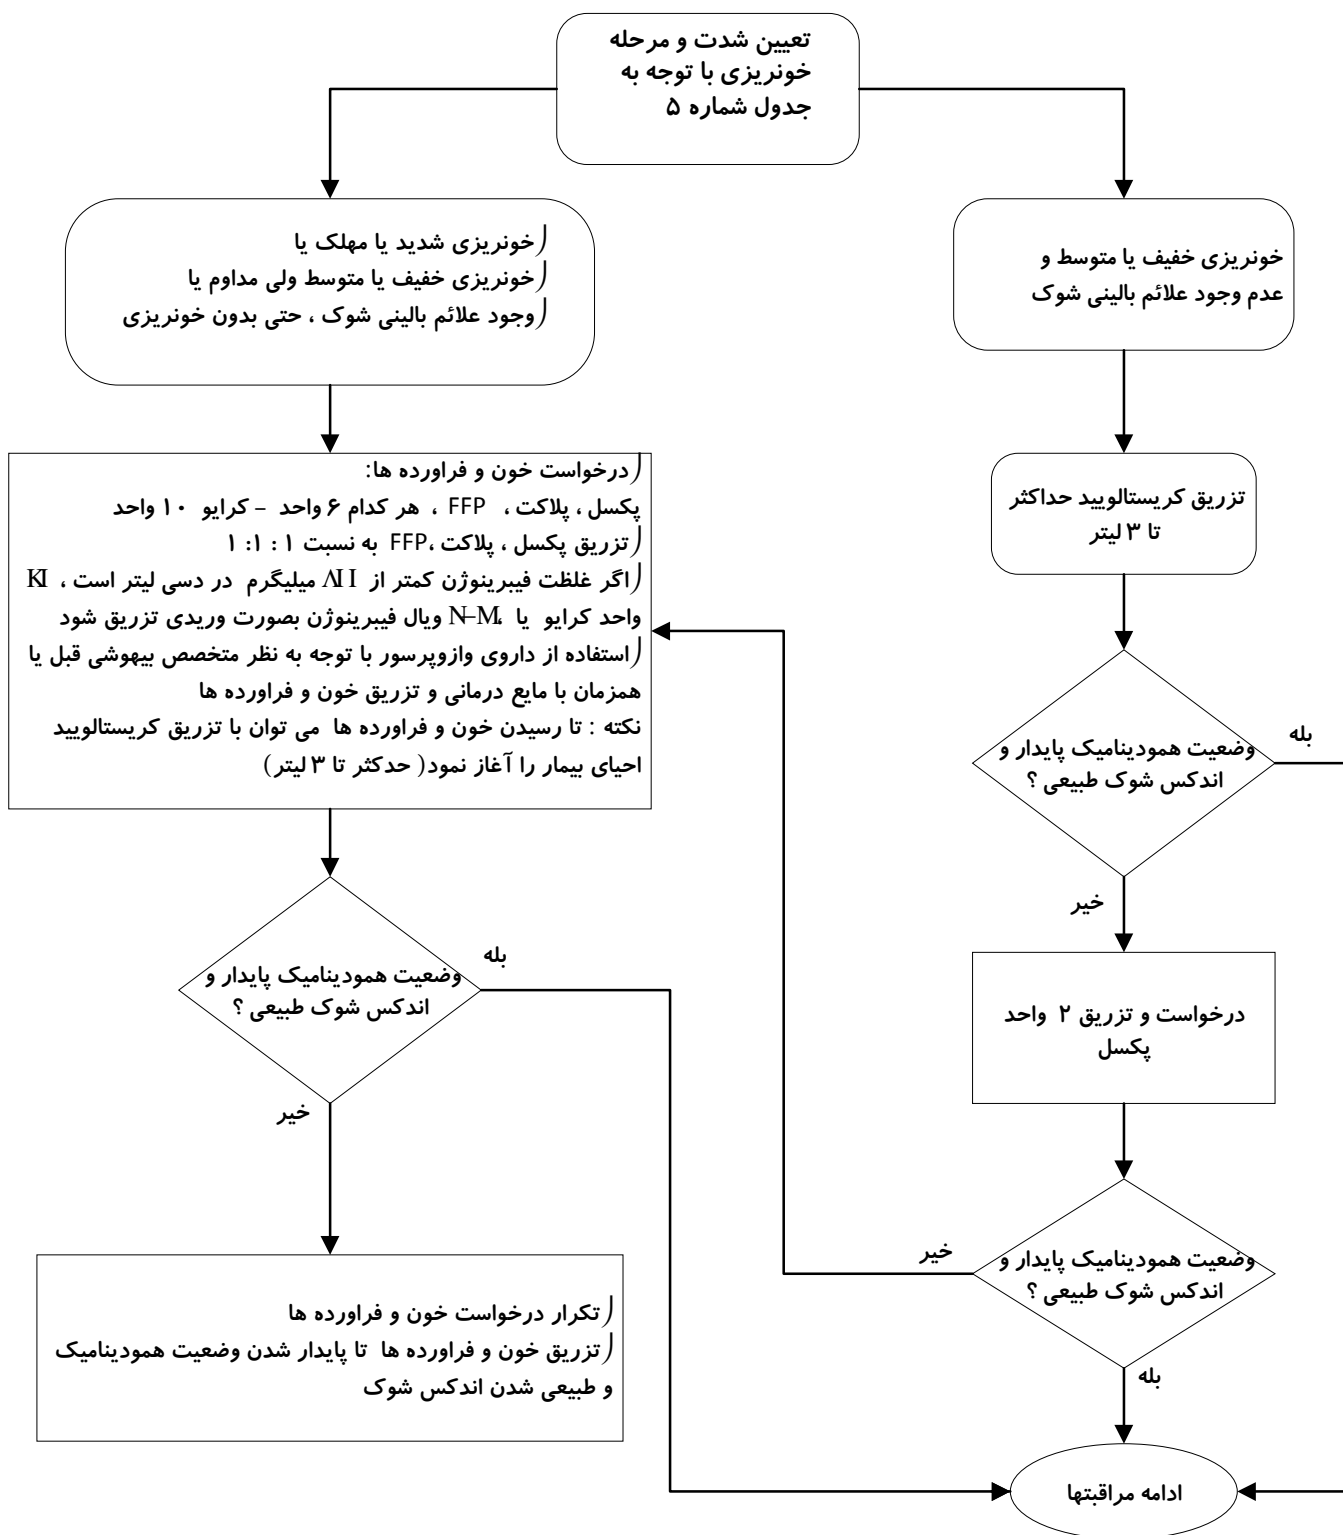 تعیین شدت و مرحله
خونریزی با توجه به
جدول شماره ۵
خونریزی خفیف یا متوسط و
عدم وجود علائم بالینی شوک
تزریق کریستالویید حداکثر
تا ۳ لیتر
وضعیت همودینامیک پایدار و
اندکس شوک طبیعی ؟
بله
خیر
درخواست و تزریق ۲ واحد
پکسل
وضعیت همودینامیک پایدار و
اندکس شوک طبیعی ؟
خیر
بله
ادامه مراقبتها
خونریزی شدید یا مهلک یا
خونریزی خفیف یا متوسط ولی مداوم یا
وجود علائم بالینی شوک ، حتی بدون خونریزی
درخواست خون و فراورده ها:
پکسل ، پلاکت ، FFP ، هر کدام ۶ واحد - کرایو ۱۰ واحد
تزریق پکسل ، پلاکت ،FFP به نسبت ۱ : ۱: ۱
اگر غلظت فیبرینوژن کمتر از میلیگرم در دسی لیتر است ،
واحد کرایو یا ویال فیبرینوژن بصورت وریدی تزریق شود
استفاده از داروی وازوپرسور با توجه به نظر متخصص بیهوشی قبل یا
همزمان با مایع درمانی و تزریق خون و فراورده ها
نکته : تا رسیدن خون و فراورده ها می توان با تزریق کریستالویید
احیای بیمار را آغاز نمود( حدکثر تا ۳ لیتر)
وضعیت همودینامیک پایدار و
اندکس شوک طبیعی ؟
بله
خیر
تکرار درخواست خون و فراورده ها
تزریق خون و فراورده ها تا پایدار شدن وضعیت همودینامیک
و طبیعی شدن اندکس شوک